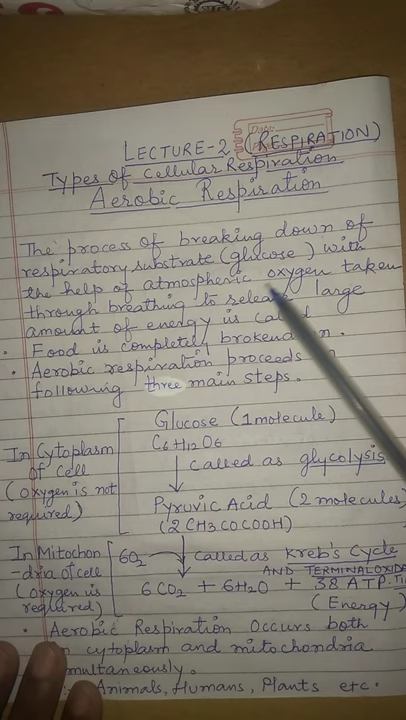 LECTURE-2 (RESPIRATION)
Types of Cellular Respiration
Aerobic Respiration
The process of breaking down of
respiratory substrate (glucose) with
the help of atmospheric oxygen taken
through breathing to release large
amount of energy is
• Food is completely broken
• Aerobic respiration proceeds
following three main steps.
Glucose (1 molecule)
C6H12O6
In Cytoplasm
of cell
(oxygen is not
required)
called as glycolysis
Pyruvic Acid (2 molecules)
(2 CH3COCOOH)
In Mitochon
-dria of cell
(oxygen is
required)
6O2
called as Kreb's Cycle
AND TERMINAL OXIDA
6CO2 + 6H2O + 38 ATP
(Energy)
• Aerobic Respiration Occurs both
cytoplasm and mitochondria
multaneously.
Animals, Humans, Plants etc.